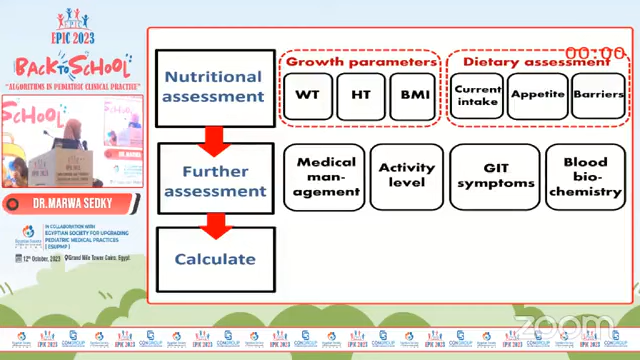 EPIC 2023
BACK to SCHOOL
"ALGORITHMS IN PEDIATRIC CLINICAL PRACTICE"
DR.MARWA SEDKY
IN COLLABORATION WITH
EGYPTIAN SOCIETY FOR UPGRADING
PEDIATRIC MEDICAL PRACTICES
[ ESUPMP ]
12th October, 2023
Grand Nile Tower Cairo, Egypt.
00:00
Nutritional
assessment
Growth parameters
WT
HT
BMI
Dietary assessment
Current
intake
Appetite
Barriers
Further
assessment
Medical
man-
agement
Activity
level
GIT
symptoms
Blood
bio-
chemistry
Calculate
zoom